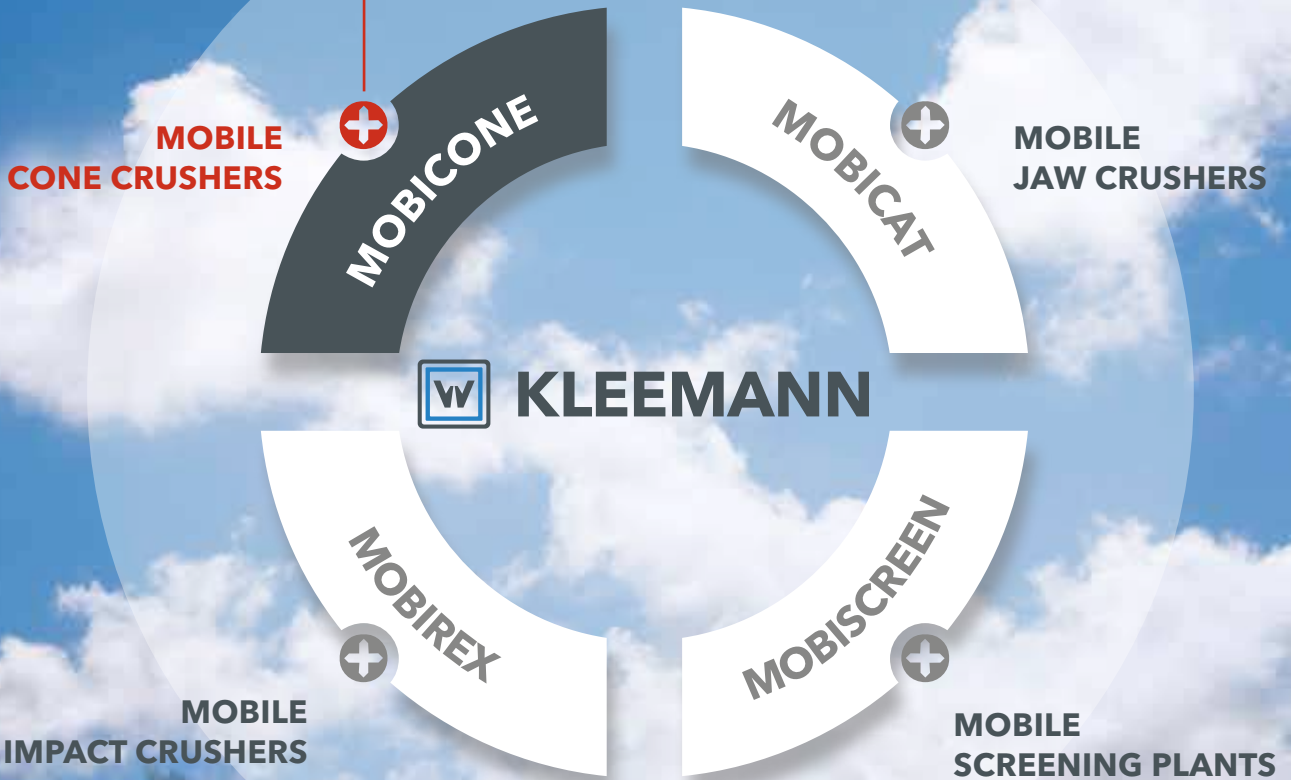 MOBILE
CONE CRUSHERS
MOBICONE
MOBICAT
MOBILE
JAW CRUSHERS
W KLEEMANN
MOBIREX
MOBISCREEN
MOBILE
IMPACT CRUSHERS
MOBILE
SCREENING PLANTS